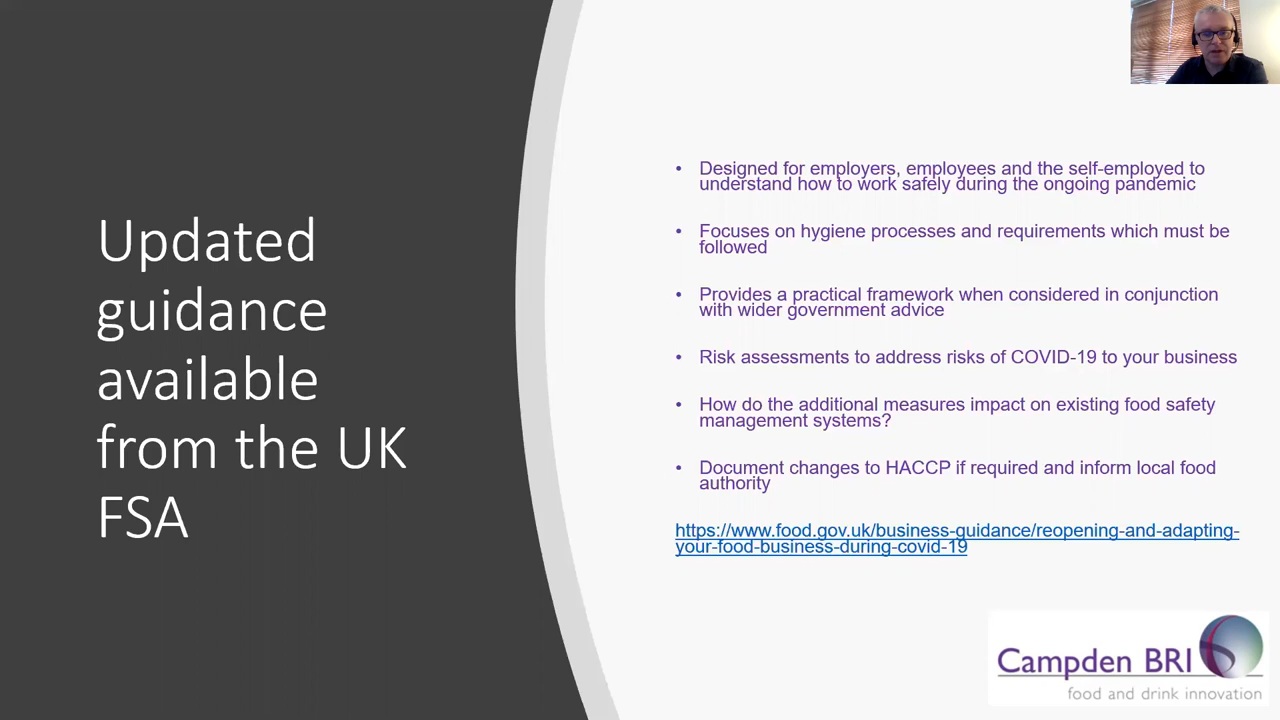 Updated
guidance
available
from the UK
FSA
• Designed for employers, employees and the self-employed to
understand how to work safely during the ongoing pandemic
• Focuses on hygiene processes and requirements which must be
followed
• Provides a practical framework when considered in conjunction
with wider government advice
• Risk assessments to address risks of COVID-19 to your business
• How do the additional measures impact on existing food safety
management systems?
• Document changes to HACCP if required and inform local food
authority
https://www.food.gov.uk/business-guidance/reopening-and-adapting-
your-food-business-during-covid-19
Campden BRI
food and drink innovation